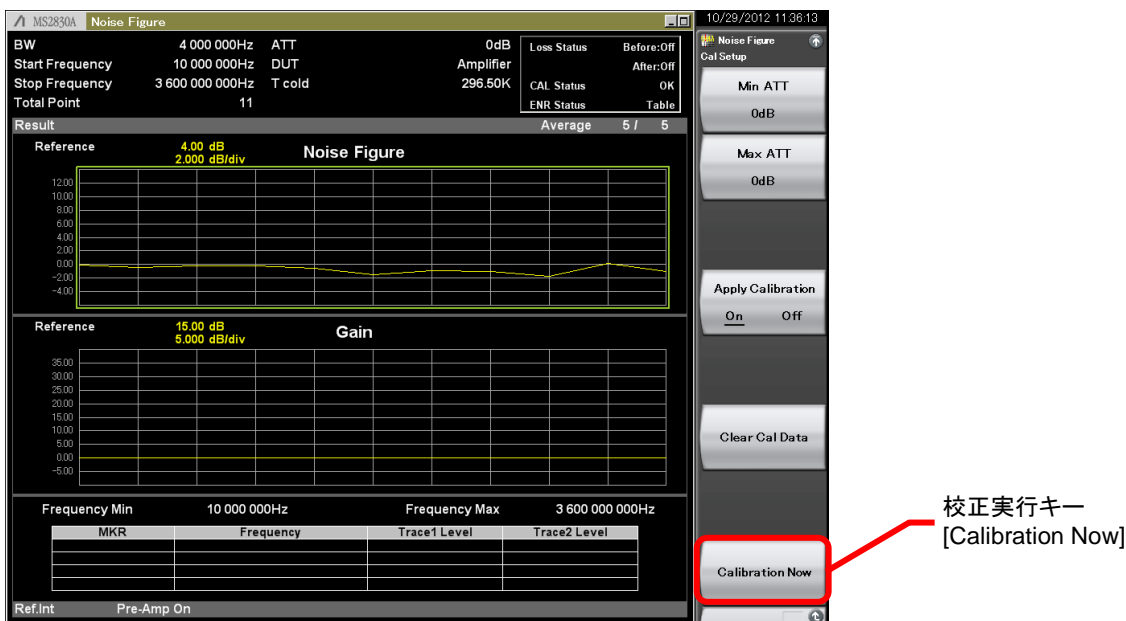 MS2830A Noise Figure
10/29/2012 11:36:13
BW 4 000 000Hz ATT 0dB
Start Frequency 10 000 000Hz DUT Amplifier
Stop Frequency 3 600 000 000Hz T cold 296.50K
Total Point 11
Loss Status Before:Off
After:Off
CAL Status OK
ENR Status Table
Result Average 5 / 5
Reference 4.00 dB
2.000 dB/div
Noise Figure
12.00
10.00
8.00
6.00
4.00
2.00
0.00
-2.00
-4.00
Reference 15.00 dB
5.000 dB/div
Gain
35.00
30.00
25.00
20.00
15.00
10.00
5.00
0.00
-5.00
Frequency Min 10 000 000Hz Frequency Max 3 600 000 000Hz
MKR Frequency Trace1 Level Trace2 Level
Ref.Int Pre-Amp On
Noise Figure
Cal Setup
Min ATT
0dB
Max ATT
0dB
Apply Calibration
On Off
Clear Cal Data
Calibration Now
校正実行キー
[Calibration Now]